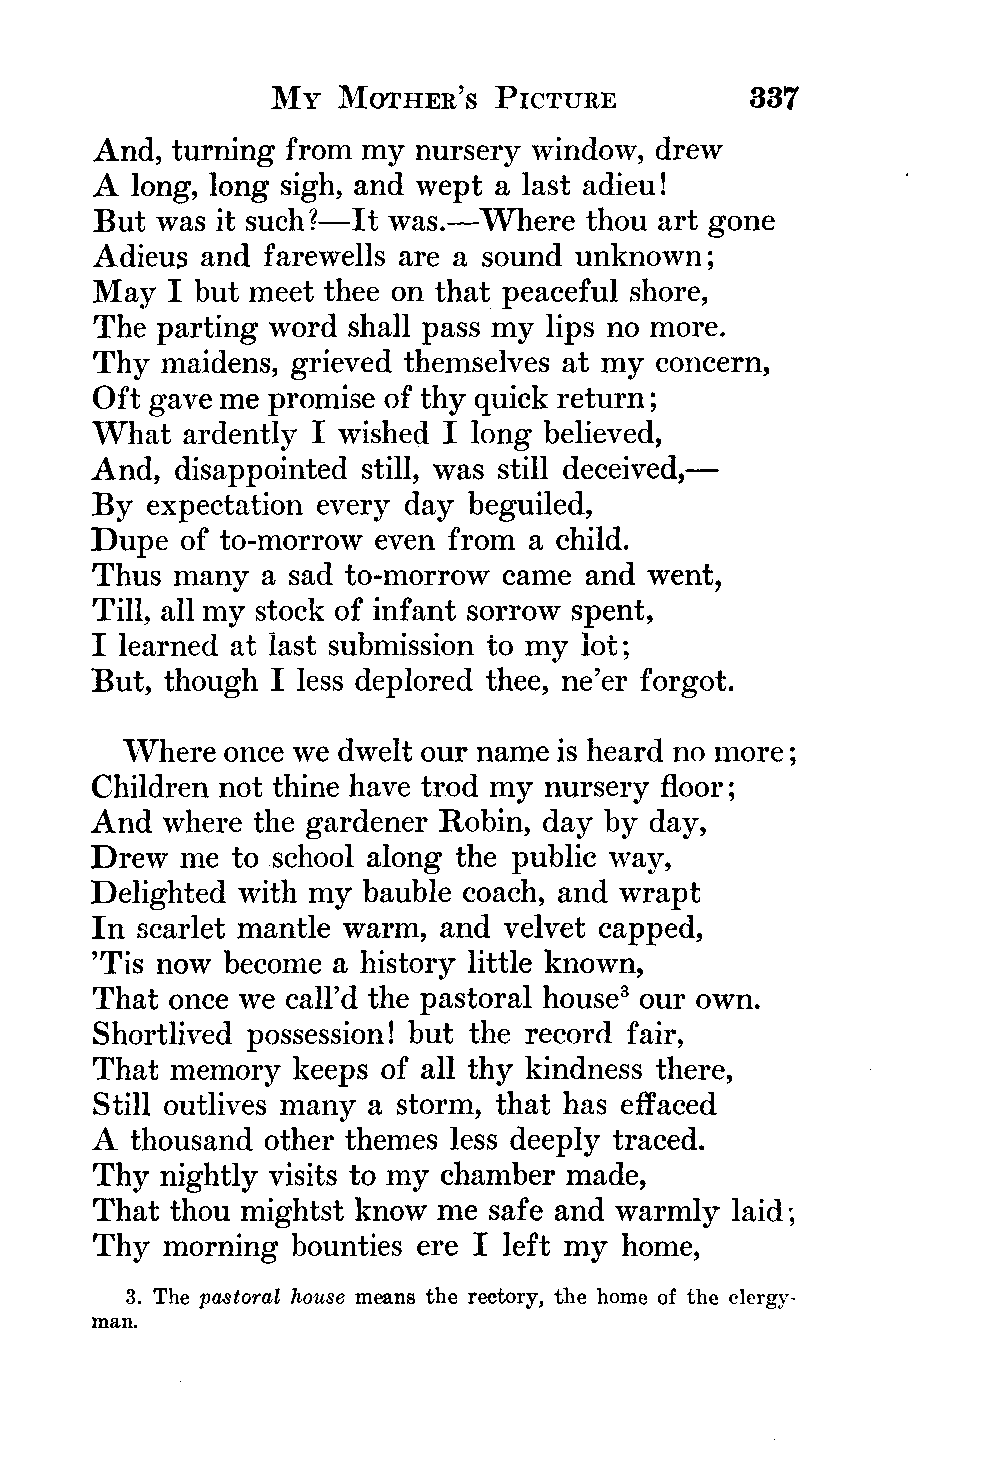 MY MOTHER'S PICTURE 337
And, turning from my nursery window, drew
A long, long sigh, and wept a last adieu!
But was it such?—It was.—Where thou art gone
Adieus and farewells are a sound unknown;
May I but meet thee on that peaceful shore,
The parting word shall pass my lips no more.
Thy maidens, grieved themselves at my concern,
Oft gave me promise of thy quick return;
What ardently I wished I long believed,
And, disappointed still, was still deceived,—
By expectation every day beguiled,
Dupe of to-morrow even from a child.
Thus many a sad to-morrow came and went,
Till, all my stock of infant sorrow spent,
I learned at last submission to my lot;
But, though I less deplored thee, ne'er forgot.
Where once we dwelt our name is heard no more;
Children not thine have trod my nursery floor;
And where the gardener Robin, day by day,
Drew me to school along the public way,
Delighted with my bauble coach, and wrapt
In scarlet mantle warm, and velvet capped,
'Tis now become a history little known,
That once we call'd the pastoral house³ our own.
Shortlived possession! but the record fair,
That memory keeps of all thy kindness there,
Still outlives many a storm, that has effaced
A thousand other themes less deeply traced.
Thy nightly visits to my chamber made,
That thou mightst know me safe and warmly laid;
Thy morning bounties ere I left my home,
3. The pastoral house means the rectory, the home of the clergy-
man.